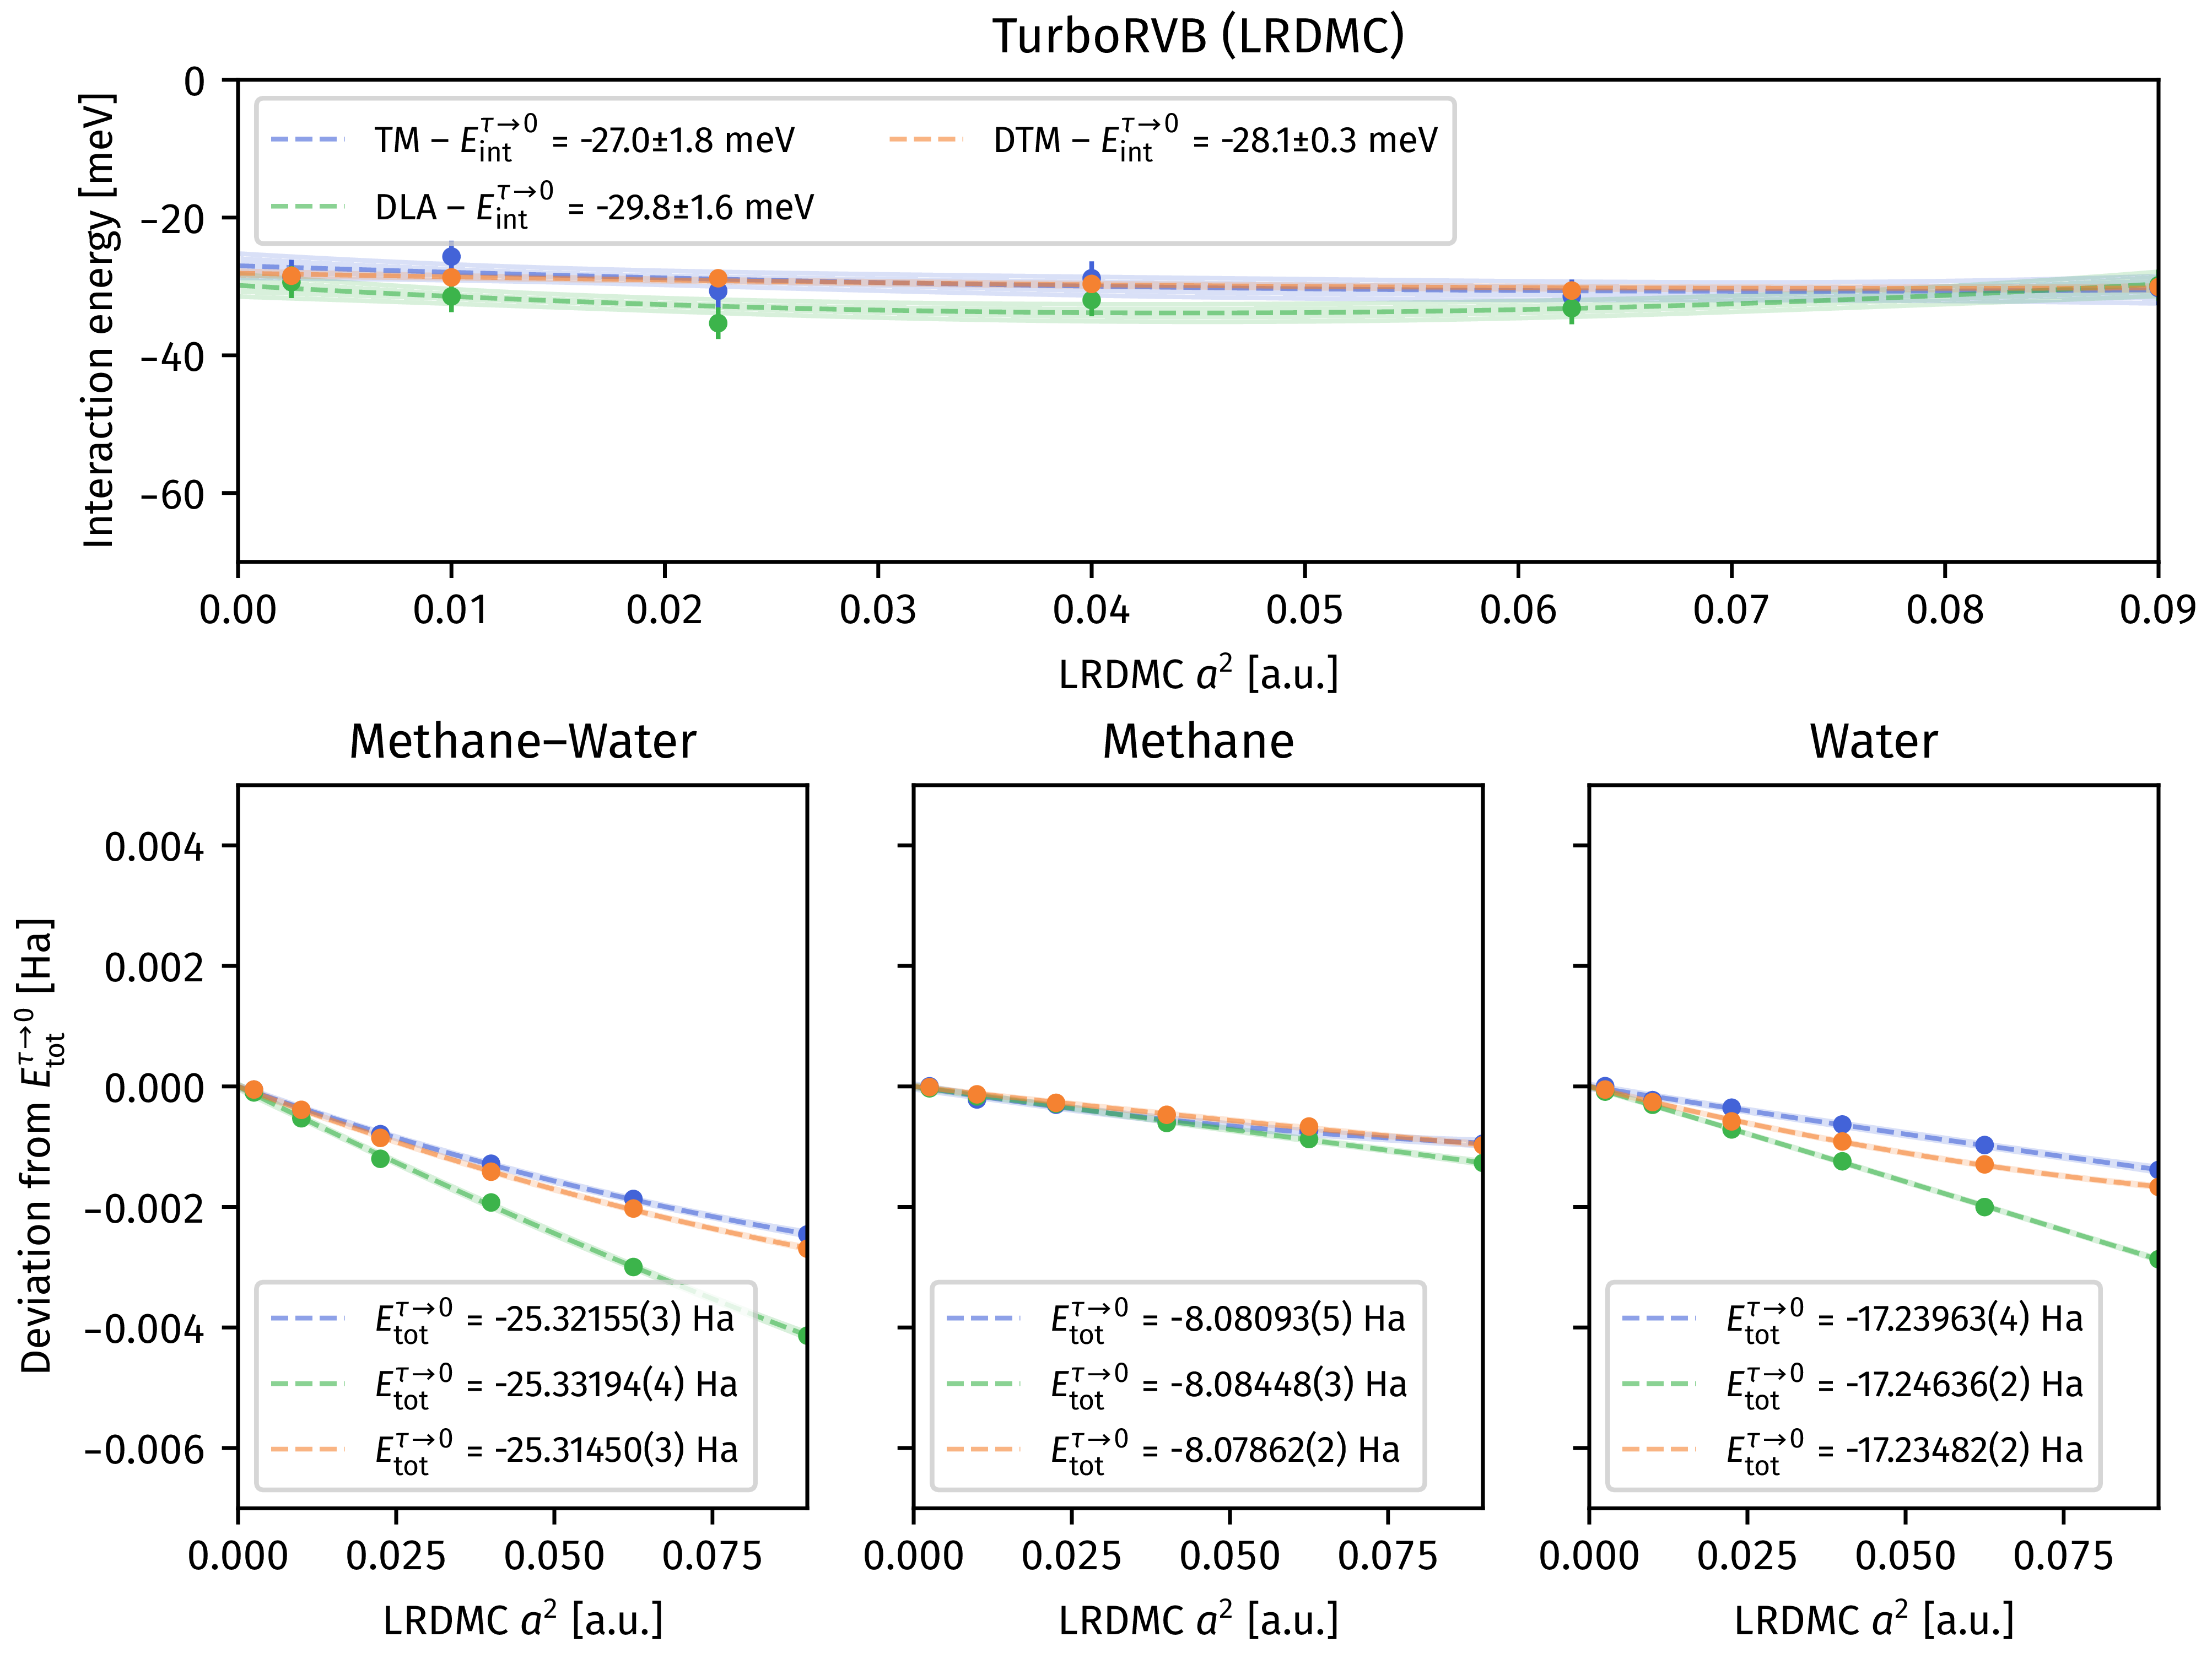 TurboRVB (LRDMC)
Interaction energy [meV]
0
−20
−40
−60
TM – E_int^{τ→0} = -27.0±1.8 meV
DLA – E_int^{τ→0} = -29.8±1.6 meV
DTM – E_int^{τ→0} = -28.1±0.3 meV
0.00 0.01 0.02 0.03 0.04 0.05 0.06 0.07 0.08 0.09
LRDMC a² [a.u.]
Methane–Water
Deviation from E_tot^{τ→0} [Ha]
0.004
0.002
0.000
−0.002
−0.004
−0.006
E_tot^{τ→0} = -25.32155(3) Ha
E_tot^{τ→0} = -25.33194(4) Ha
E_tot^{τ→0} = -25.31450(3) Ha
0.000 0.025 0.050 0.075
LRDMC a² [a.u.]
Methane
E_tot^{τ→0} = -8.08093(5) Ha
E_tot^{τ→0} = -8.08448(3) Ha
E_tot^{τ→0} = -8.07862(2) Ha
0.000 0.025 0.050 0.075
LRDMC a² [a.u.]
Water
E_tot^{τ→0} = -17.23963(4) Ha
E_tot^{τ→0} = -17.24636(2) Ha
E_tot^{τ→0} = -17.23482(2) Ha
0.000 0.025 0.050 0.075
LRDMC a² [a.u.]